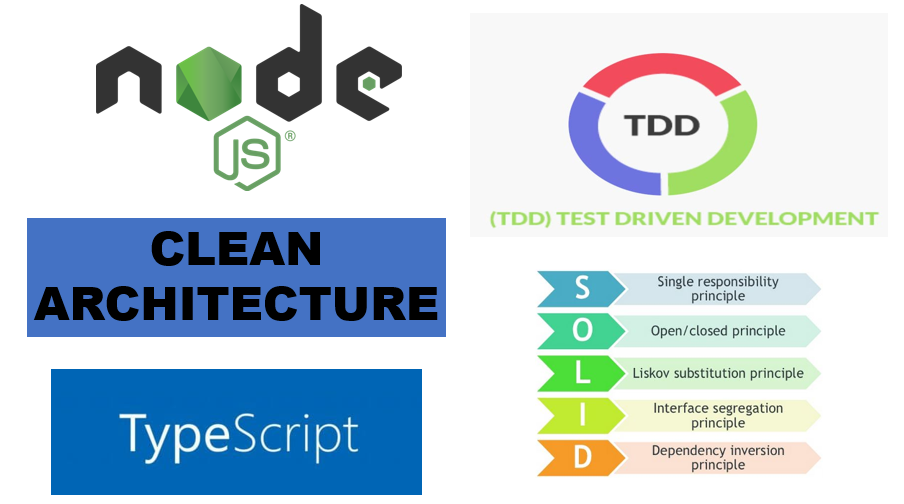 node
JS®
CLEAN
ARCHITECTURE
TypeScript
TDD
(TDD) TEST DRIVEN DEVELOPMENT
S Single responsibility
principle
O Open/closed principle
L Liskov substitution principle
I Interface segregation
principle
D Dependency inversion
principle